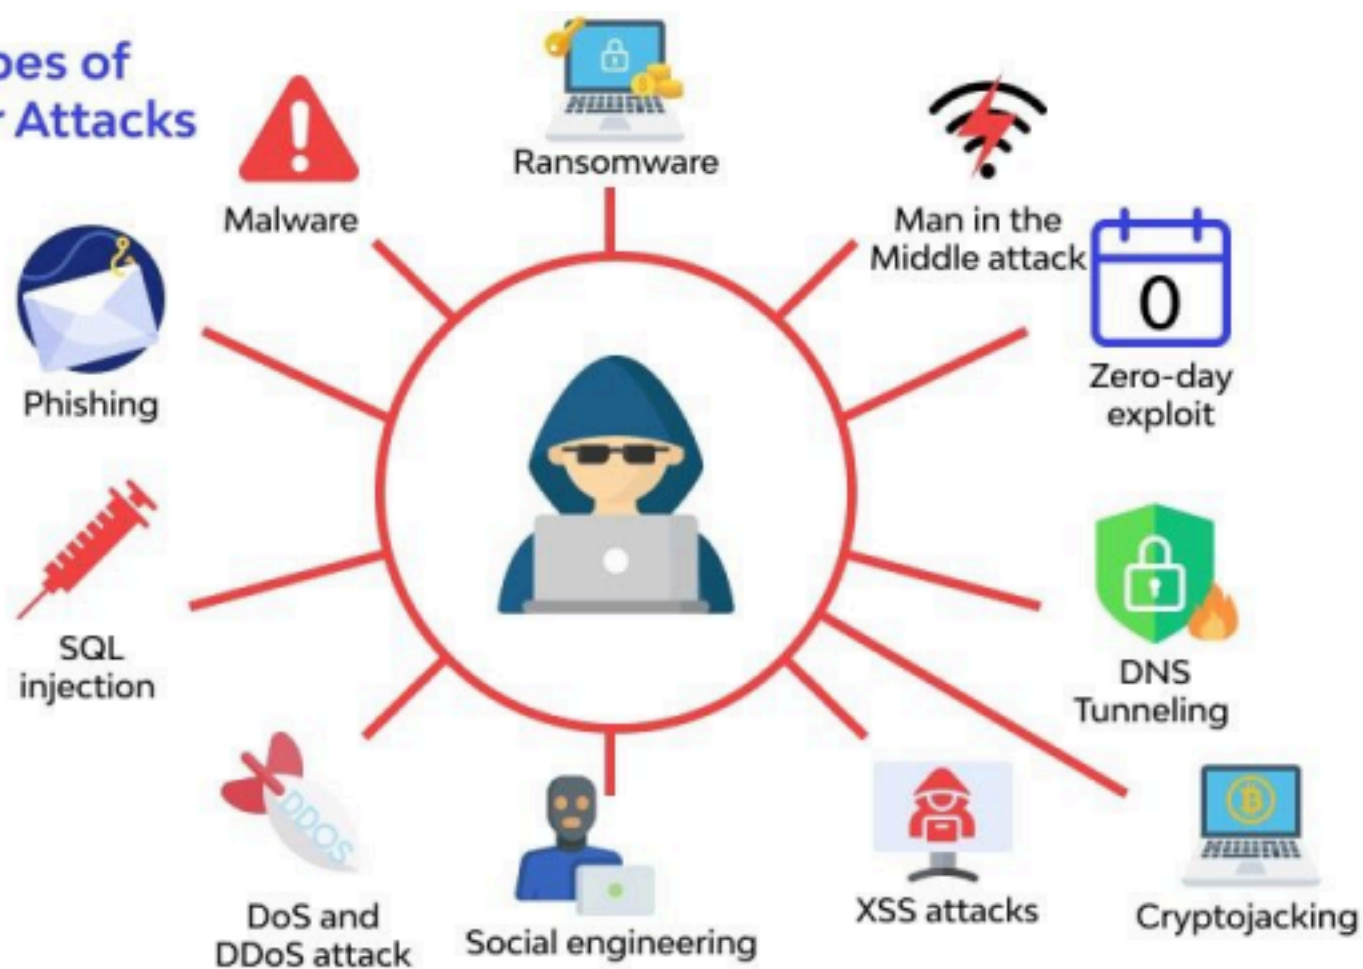 pes of
r Attacks
Ransomware
Malware
Man in the
Middle attack
0
Phishing
Zero-day
exploit
SQL
injection
DNS
Tunneling
DDOS
DoS and
DDoS attack
Social engineering
XSS attacks
Cryptojacking